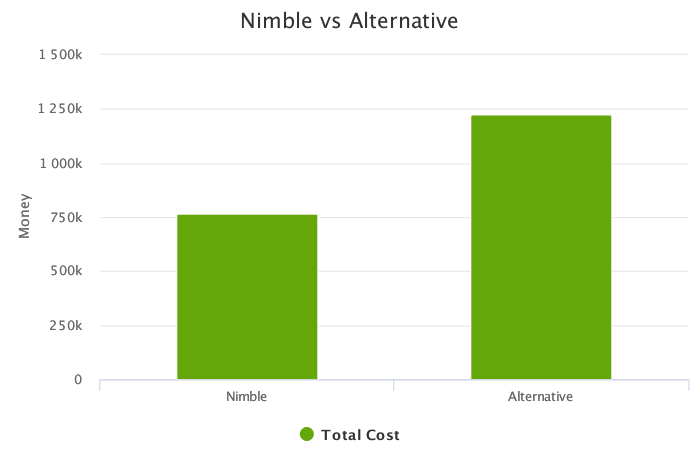 Nimble vs Alternative
1 500k
1 250k
1 000k
750k
500k
250k
0
Money
Nimble
Alternative
Total Cost